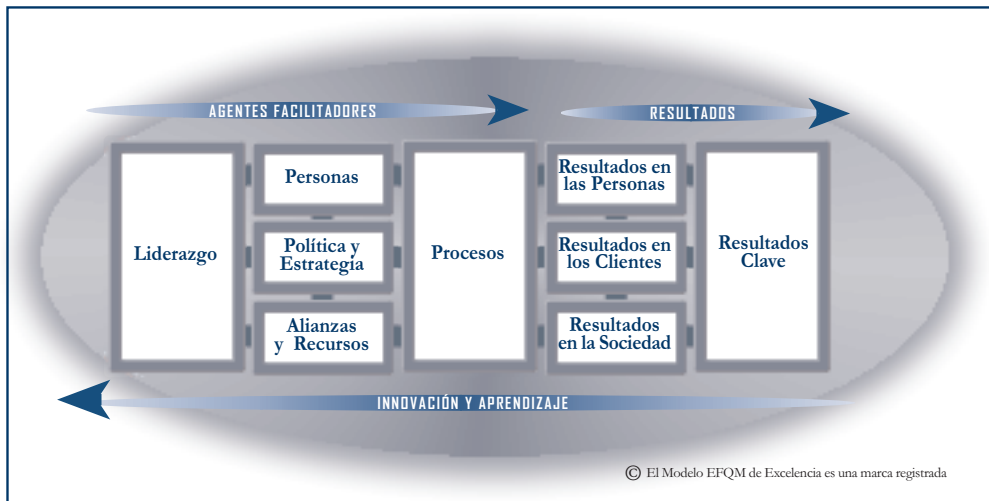 AGENTES FACILITADORES
RESULTADOS
Liderazgo
Personas
Política y
Estrategia
Alianzas
y Recursos
Procesos
Resultados en
las Personas
Resultados en
los Clientes
Resultados
en la Sociedad
Resultados
Clave
INNOVACIÓN Y APRENDIZAJE
© El Modelo EFQM de Excelencia es una marca registrada